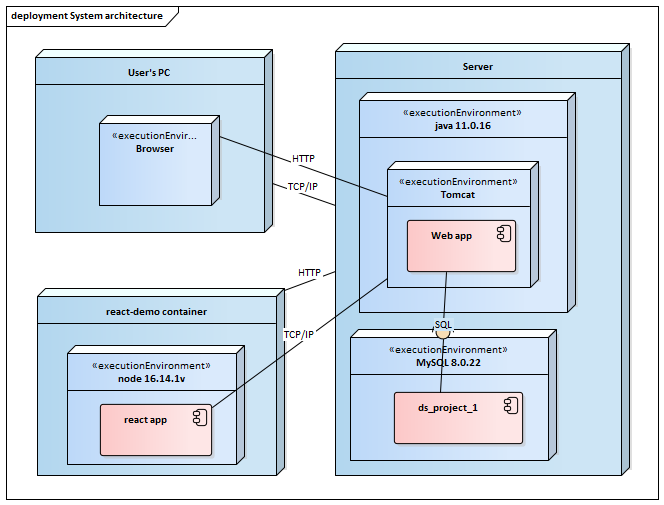 deployment System architecture
User's PC
«executionEnvir...
Browser
Server
«executionEnvironment»
java 11.0.16
«executionEnvironment»
Tomcat
Web app
HTTP
TCP/IP
react-demo container
«executionEnvironment»
node 16.14.1v
react app
HTTP
TCP/IP
SQL
«executionEnvironment»
MySQL 8.0.22
ds_project_1